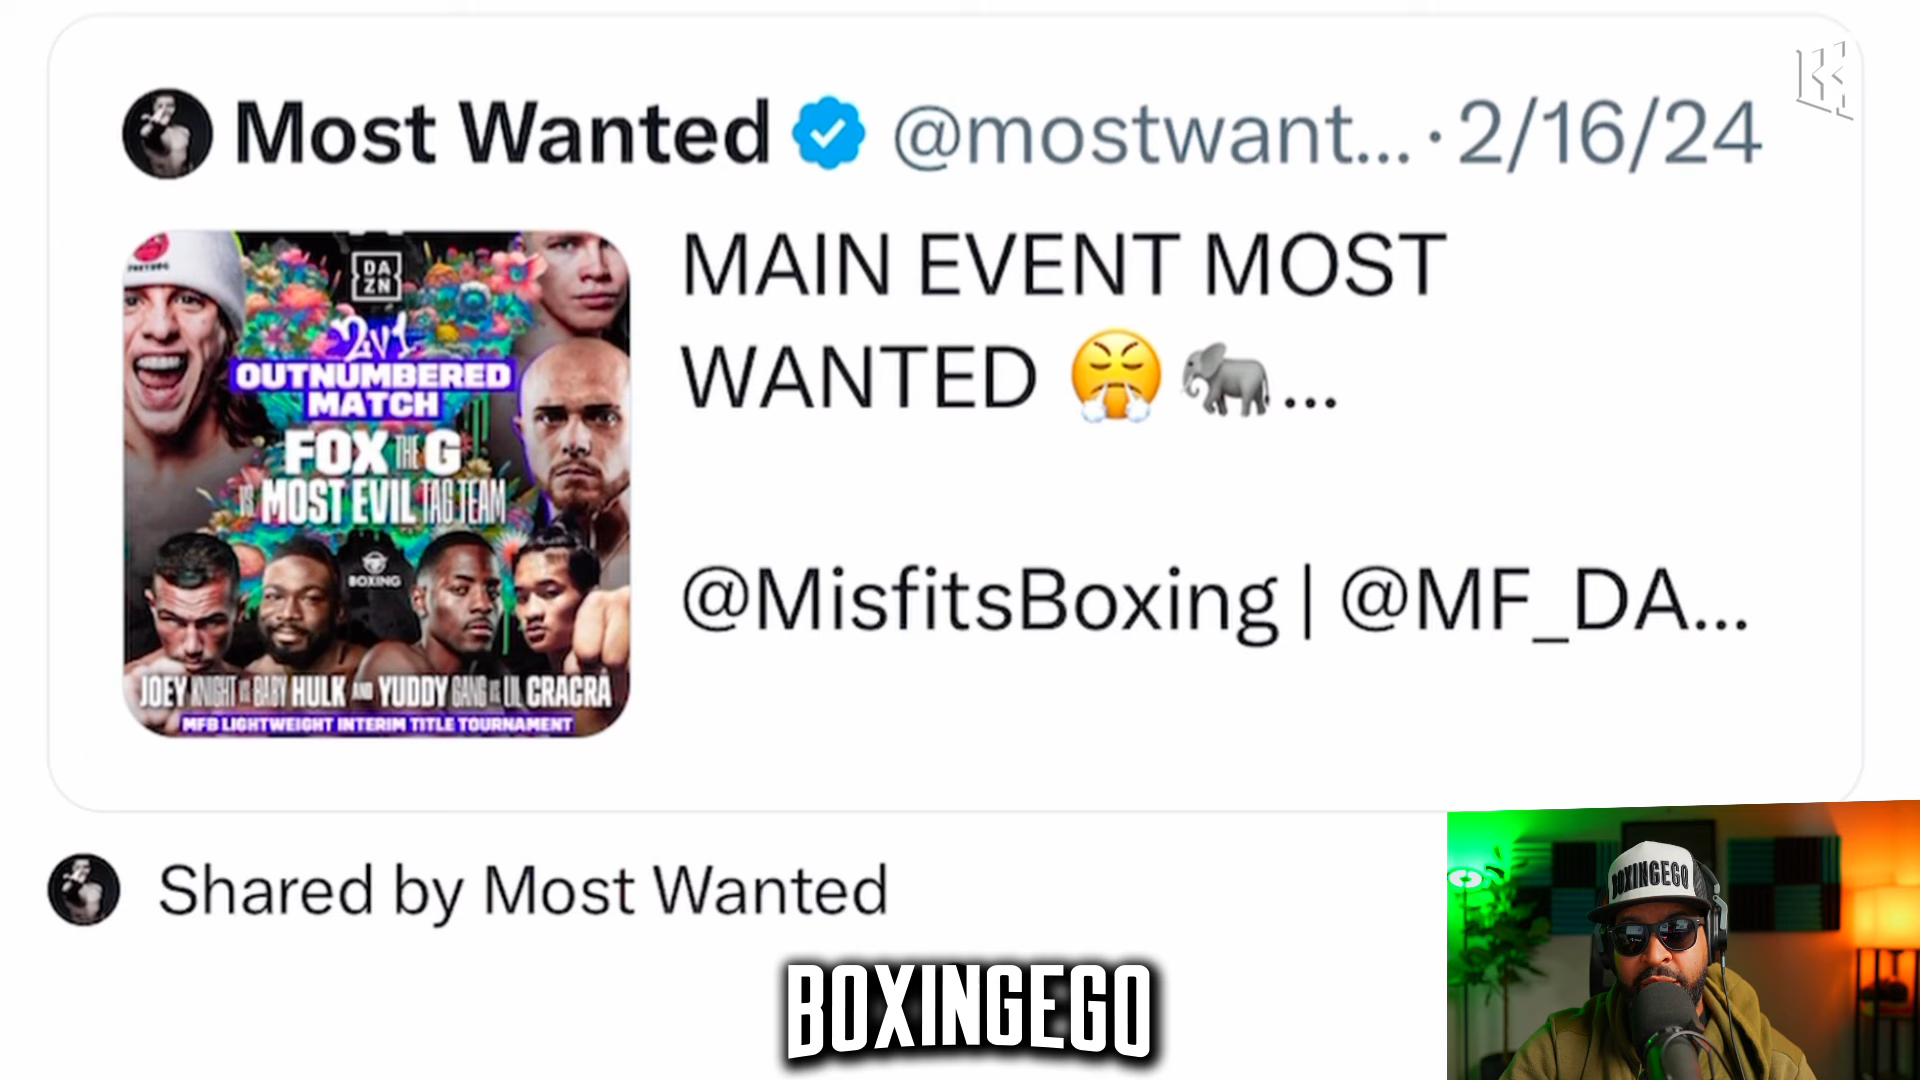 Most Wanted @mostwant... · 2/16/24
MAIN EVENT MOST
WANTED 😤🐘...
@MisfitsBoxing | @MF_DA...
DA
ZN
2v1
OUTNUMBERED
MATCH
FOX THE G
VS MOST EVIL TAG TEAM
BOXING
JOEY KNIGHT VS BABY HULK AND YUDDY GANG VS LIL CRACRA
MFB LIGHTWEIGHT INTERIM TITLE TOURNAMENT
Shared by Most Wanted
BOXINGEGO
BOXINGEGO